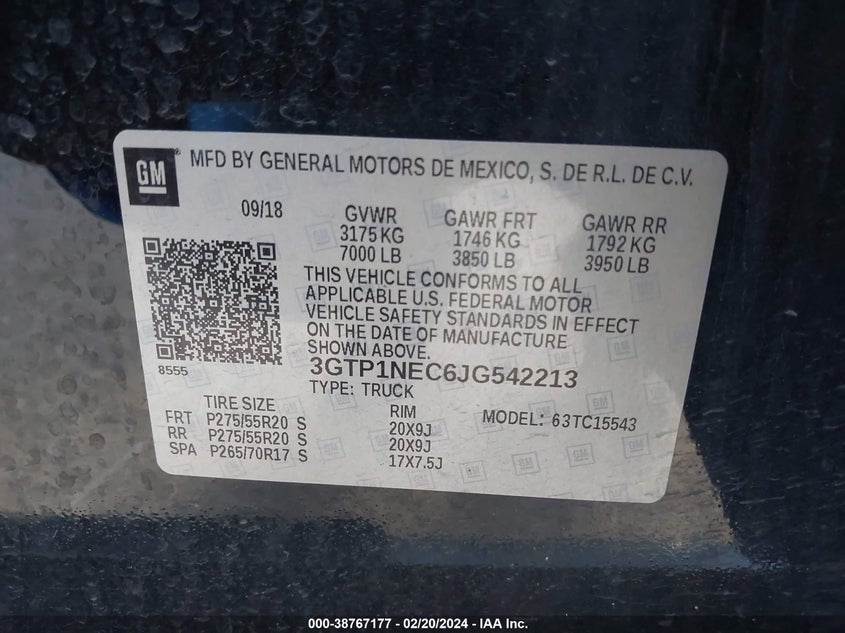 GM ® MFD BY GENERAL MOTORS DE MEXICO, S. DE R.L. DE C.V.
09/18 GVWR GAWR FRT GAWR RR
3175 KG 1746 KG 1792 KG
7000 LB 3850 LB 3950 LB
THIS VEHICLE CONFORMS TO ALL
APPLICABLE U.S. FEDERAL MOTOR
VEHICLE SAFETY STANDARDS IN EFFECT
ON THE DATE OF MANUFACTURE
SHOWN ABOVE.
8555
3GTP1NEC6JG542213
TYPE: TRUCK
TIRE SIZE RIM MODEL: 63TC15543
FRT P275/55R20 S 20X9J
RR P275/55R20 S 20X9J
SPA P265/70R17 S 17X7.5J
000-38767177 - 02/20/2024 - IAA Inc.